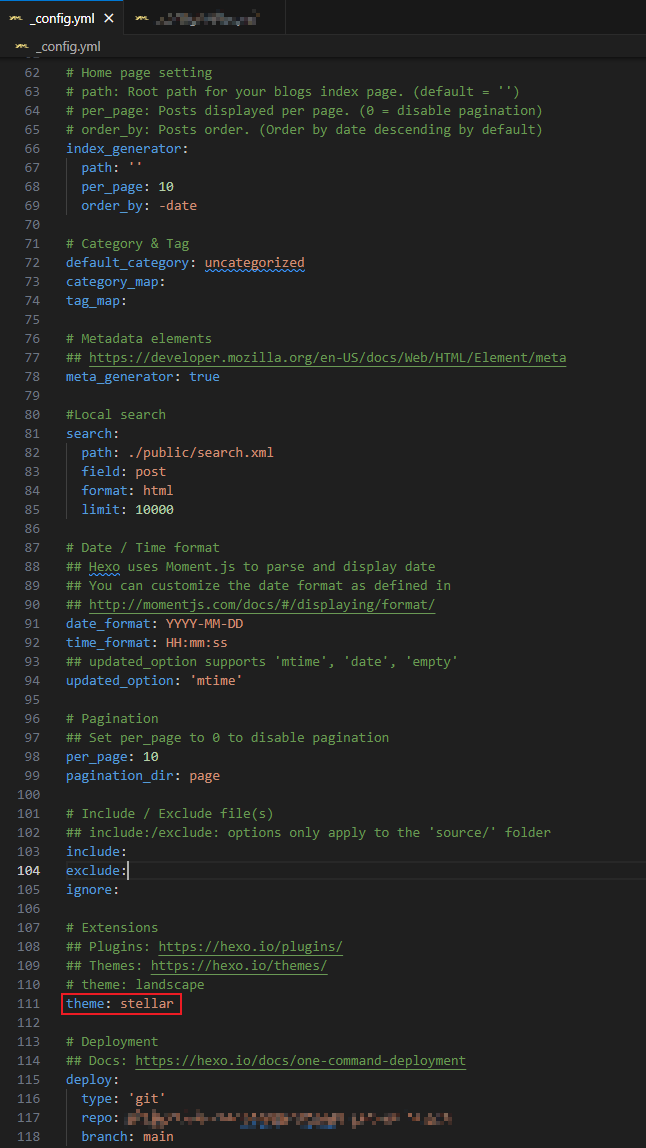 _config.yml
_config.yml
62 # Home page setting
63 # path: Root path for your blogs index page. (default = '')
64 # per_page: Posts displayed per page. (0 = disable pagination)
65 # order_by: Posts order. (Order by date descending by default)
66 index_generator:
67   path: ''
68   per_page: 10
69   order_by: -date
70
71 # Category & Tag
72 default_category: uncategorized
73 category_map:
74 tag_map:
75
76 # Metadata elements
77 ## https://developer.mozilla.org/en-US/docs/Web/HTML/Element/meta
78 meta_generator: true
79
80 #Local search
81 search:
82   path: ./public/search.xml
83   field: post
84   format: html
85   limit: 10000
86
87 # Date / Time format
88 ## Hexo uses Moment.js to parse and display date
89 ## You can customize the date format as defined in
90 ## http://momentjs.com/docs/#/displaying/format/
91 date_format: YYYY-MM-DD
92 time_format: HH:mm:ss
93 ## updated_option supports 'mtime', 'date', 'empty'
94 updated_option: 'mtime'
95
96 # Pagination
97 ## Set per_page to 0 to disable pagination
98 per_page: 10
99 pagination_dir: page
100
101 # Include / Exclude file(s)
102 ## include:/exclude: options only apply to the 'source/' folder
103 include:
104 exclude:
105 ignore:
106
107 # Extensions
108 ## Plugins: https://hexo.io/plugins/
109 ## Themes: https://hexo.io/themes/
110 # theme: landscape
111 theme: stellar
112
113 # Deployment
114 ## Docs: https://hexo.io/docs/one-command-deployment
115 deploy:
116   type: 'git'
117   repo:
118   branch: main